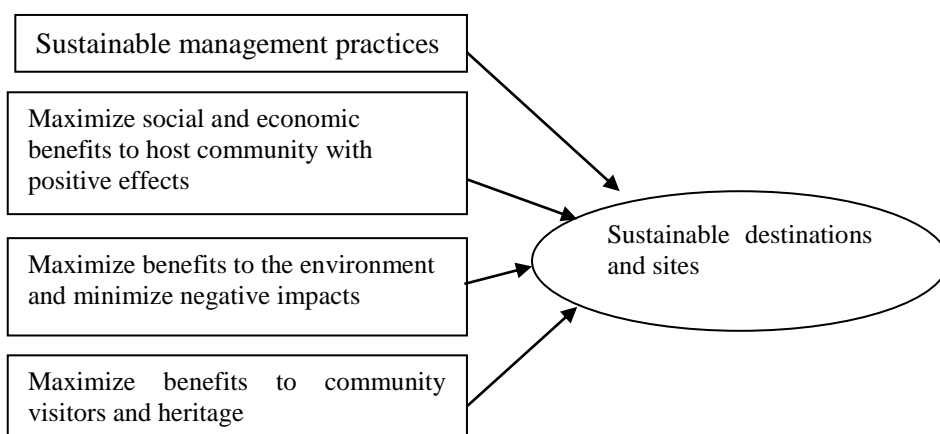 Sustainable management practices
Maximize social and economic
benefits to host community with
positive effects
Maximize benefits to the environment
and minimize negative impacts
Maximize benefits to community
visitors and heritage
Sustainable destinations
and sites